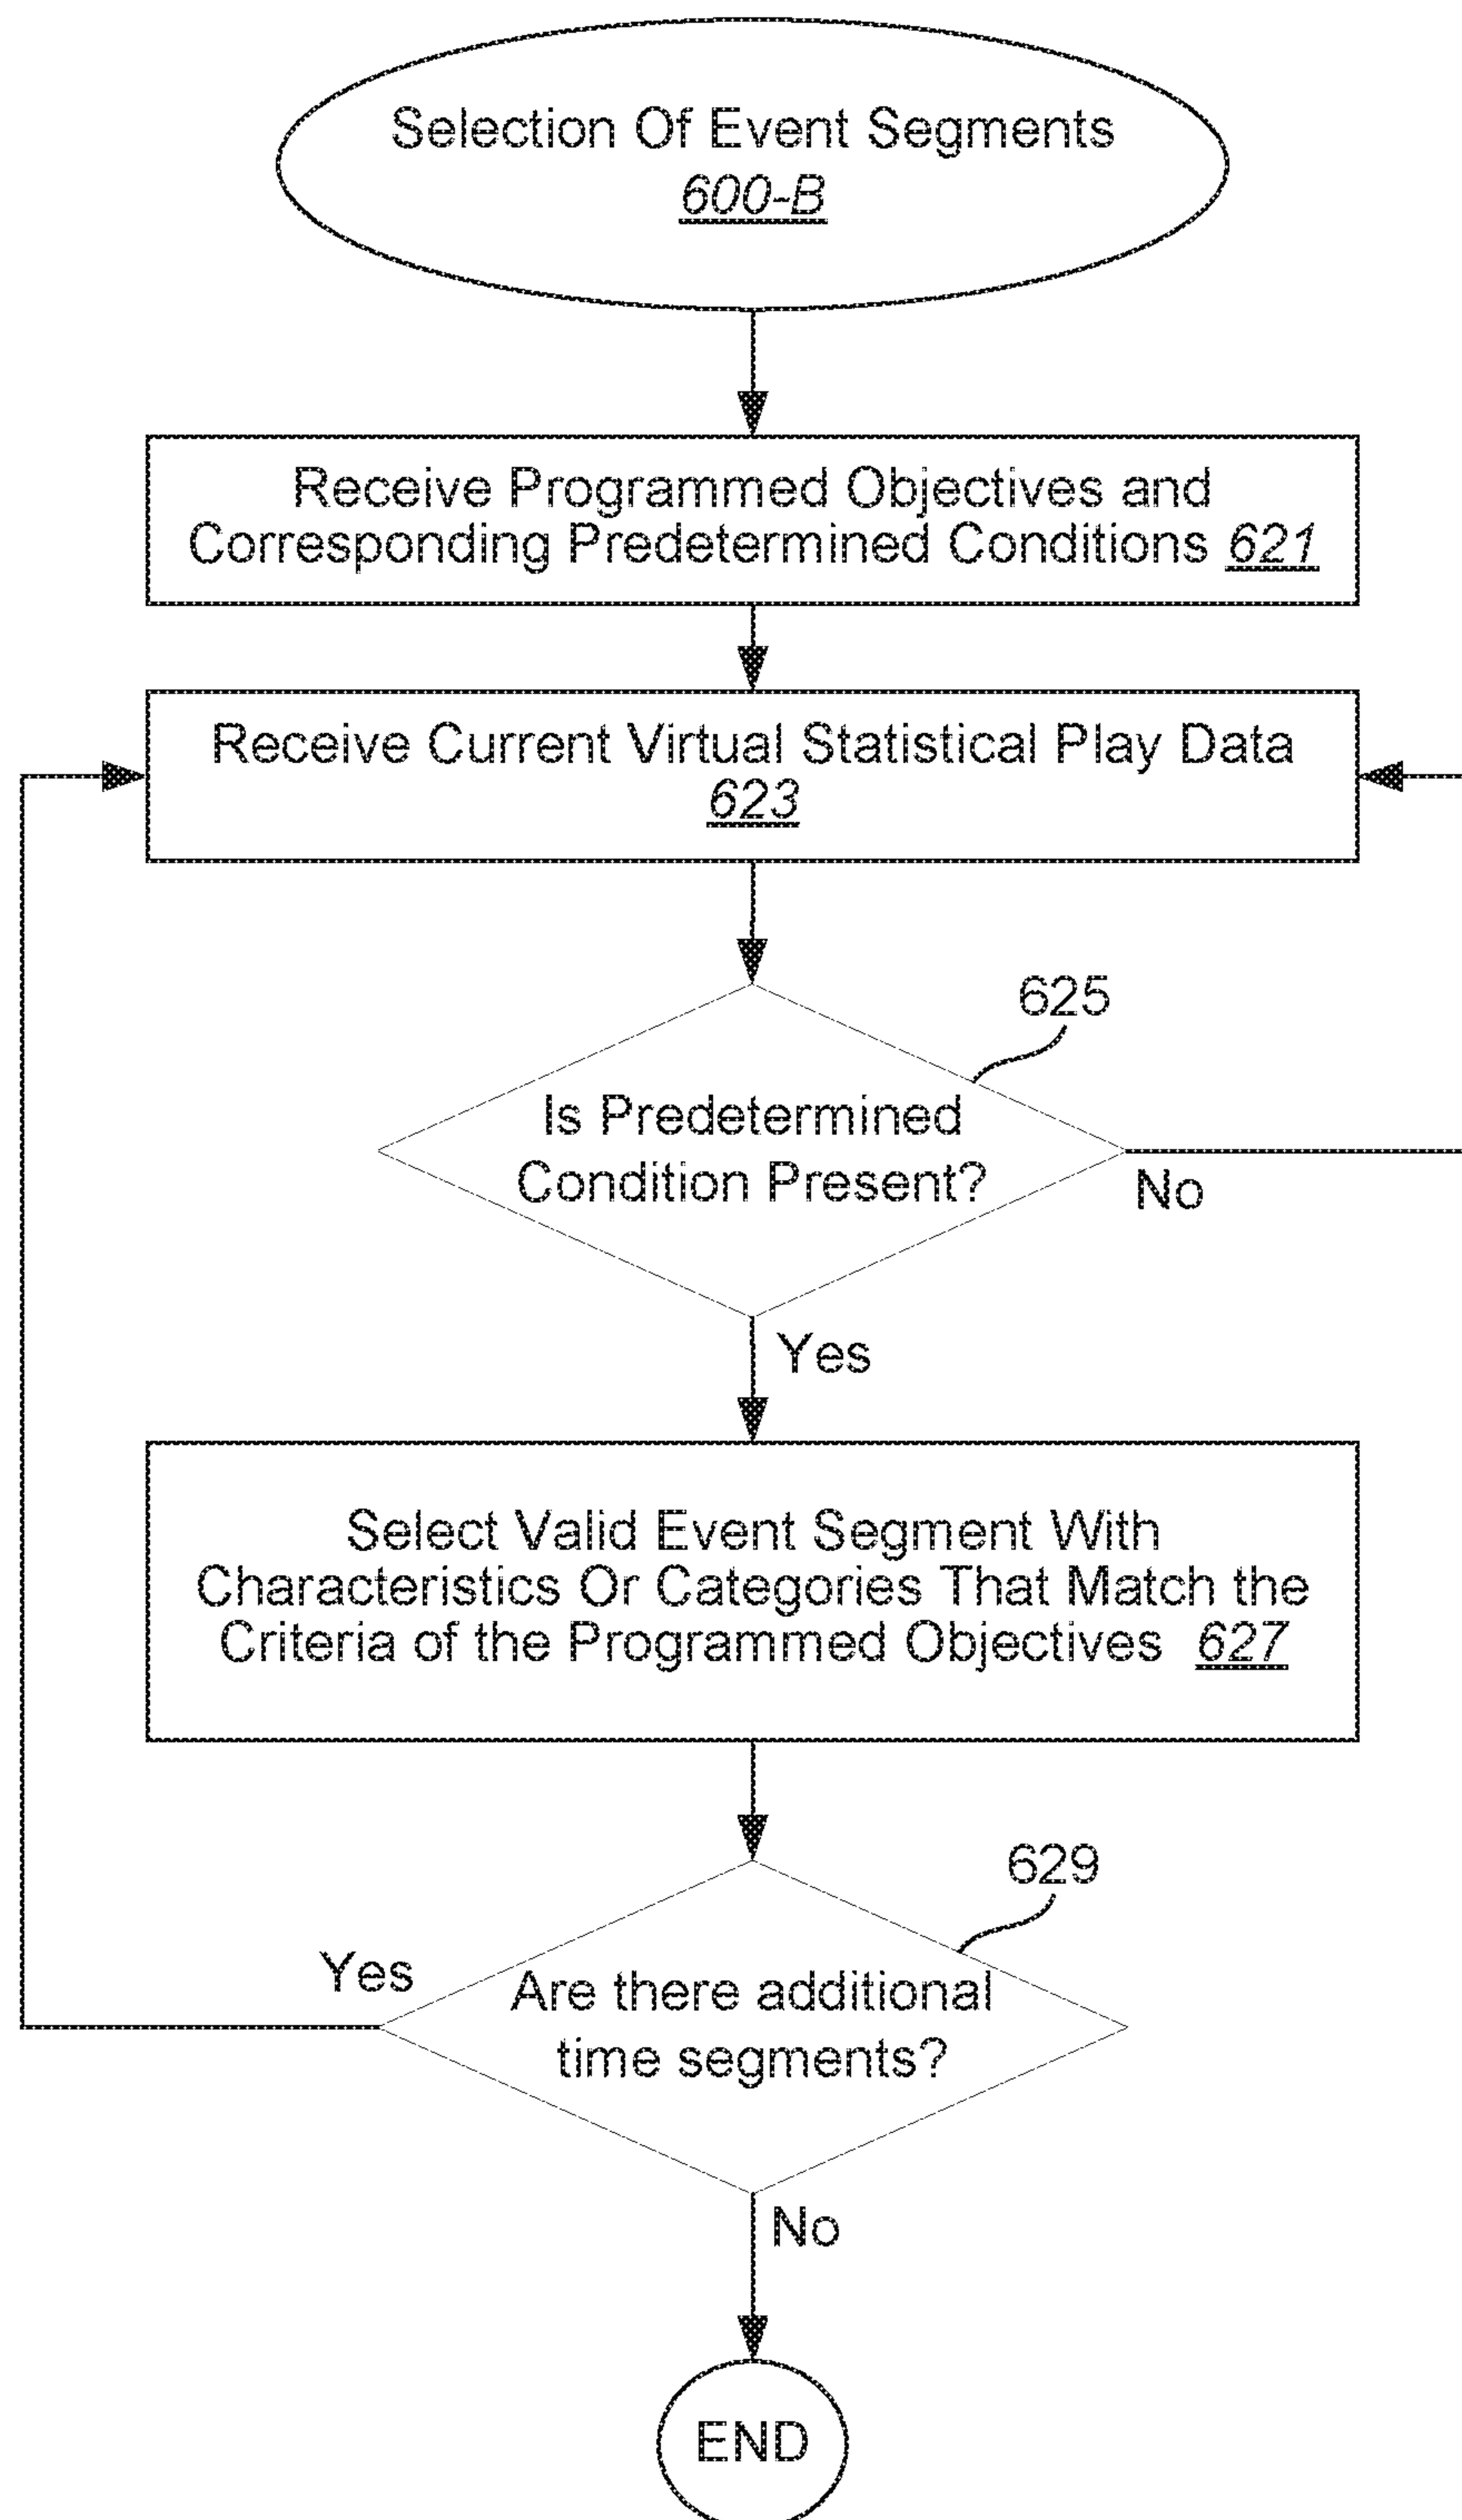 Selection Of Event Segments
600-B
Receive Programmed Objectives and
Corresponding Predetermined Conditions 621
Receive Current Virtual Statistical Play Data
623
625
Is Predetermined
Condition Present?
No
Yes
Select Valid Event Segment With
Characteristics Or Categories That Match the
Criteria of the Programmed Objectives 627
629
Yes
Are there additional
time segments?
No
END